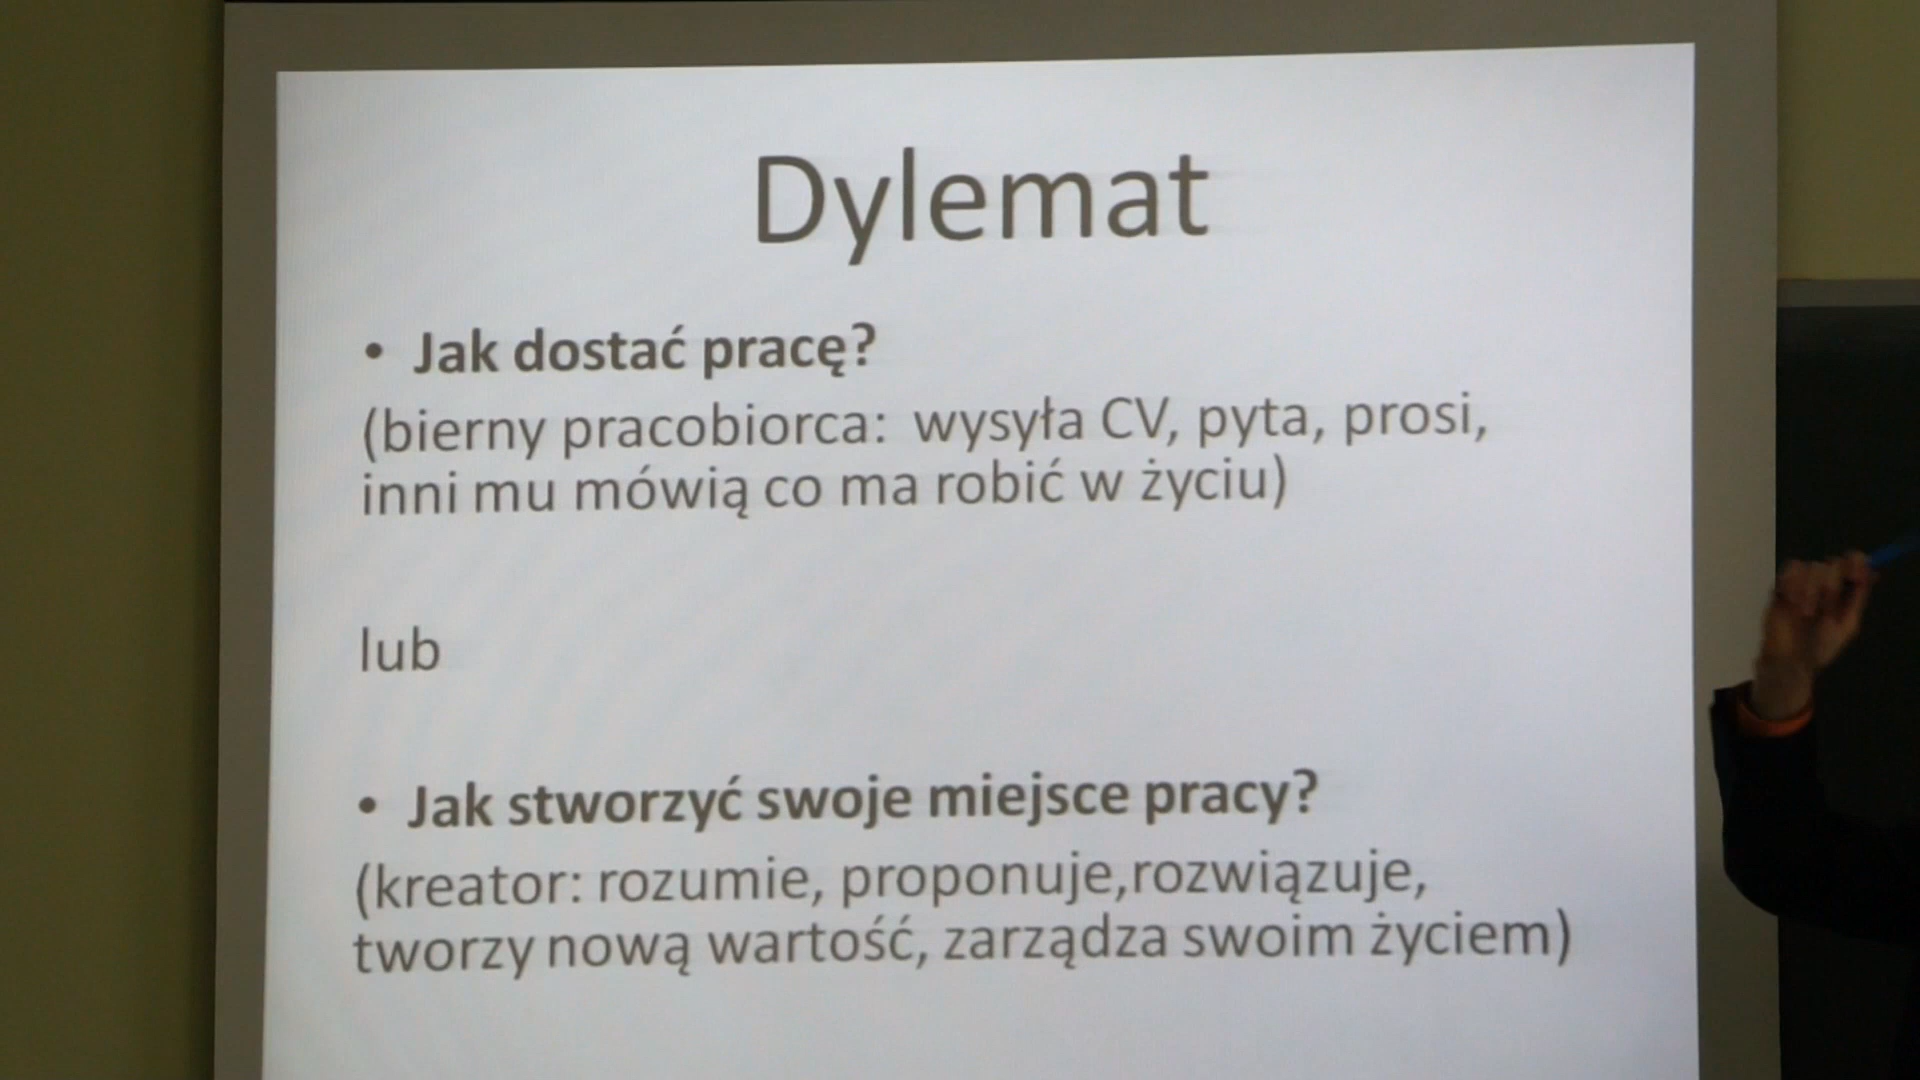 Dylemat
• Jak dostać pracę?
(bierny pracobiorca: wysyła CV, pyta, prosi,
inni mu mówią co ma robić w życiu)
lub
• Jak stworzyć swoje miejsce pracy?
(kreator: rozumie, proponuje,rozwiązuje,
tworzy nową wartość, zarządza swoim życiem)